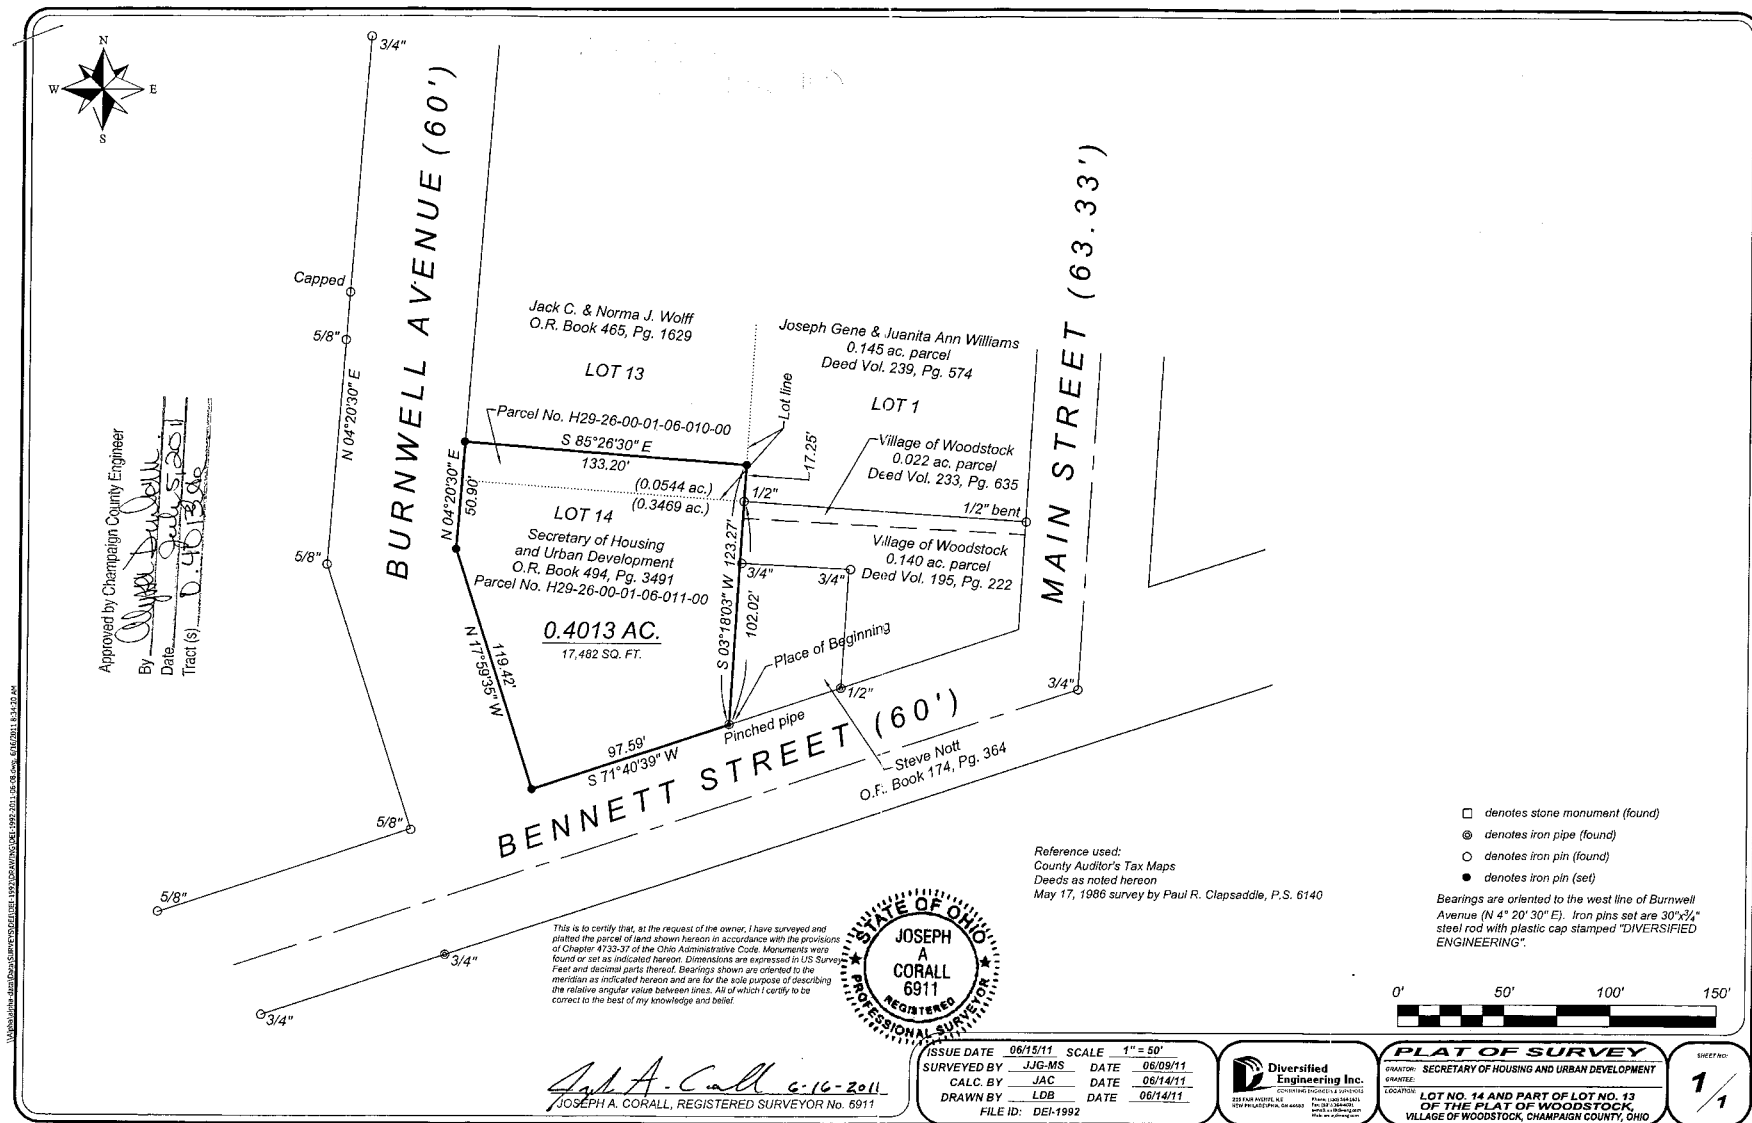 N
W
E
S
3/4"
BURNWELL AVENUE (60')
Capped
5/8"
N 04°20'30" E
5/8"
5/8"
5/8"
3/4"
3/4"
Approved by Champaign County Engineer
By
Date July 5, 2011
Tract (s)
Jack C. & Norma J. Wolff
O.R. Book 465, Pg. 1629
LOT 13
Joseph Gene & Juanita Ann Williams
0.145 ac. parcel
Deed Vol. 239, Pg. 574
LOT 1
Lot line
MAIN STREET (63.33')
Parcel No. H29-26-00-01-06-010-00
S 85°26'30" E
133.20'
17.25'
Village of Woodstock
0.022 ac. parcel
Deed Vol. 233, Pg. 635
(0.0544 ac.)
(0.3469 ac.)
1/2"
1/2" bent
N 04°20'30" E
50.90'
LOT 14
Secretary of Housing
and Urban Development
O.R. Book 494, Pg. 3491
Parcel No. H29-26-00-01-06-011-00
0.4013 AC.
17,482 SQ. FT.
S 03°18'03" W 123.27'
102.02'
3/4"
3/4"
Village of Woodstock
0.140 ac. parcel
Deed Vol. 195, Pg. 222
Place of Beginning
N 17°59'35" W
119.42'
97.59'
S 71°40'39" W
Pinched pipe
1/2"
3/4"
BENNETT STREET (60')
Steve Nott
O.R. Book 174, Pg. 364
Reference used:
County Auditor's Tax Maps
Deeds as noted hereon
May 17, 1986 survey by Paul R. Clapsaddle, P.S. 6140
denotes stone monument (found)
denotes iron pipe (found)
denotes iron pin (found)
denotes iron pin (set)
Bearings are oriented to the west line of Burnwell
Avenue (N 4° 20' 30" E). Iron pins set are 30"x3/4"
steel rod with plastic cap stamped "DIVERSIFIED
ENGINEERING".
0' 50' 100' 150'
This is to certify that, at the request of the owner, I have surveyed and
platted the parcel of land shown hereon in accordance with the provisions
of Chapter 4733-37 of the Ohio Administrative Code. Monuments were
found or set as indicated hereon. Dimensions are expressed in US Survey
Feet and decimal parts thereof. Bearings shown are oriented to the
meridian as indicated hereon and are for the sole purpose of describing
the relative angular value between lines. All of which I certify to be
correct to the best of my knowledge and belief.
STATE OF OHIO
JOSEPH
A
CORALL
6911
REGISTERED
PROFESSIONAL SURVEYOR
6-16-2011
JOSEPH A. CORALL, REGISTERED SURVEYOR No. 6911
ISSUE DATE 06/15/11 SCALE 1" = 50'
SURVEYED BY JJG-MS DATE 06/09/11
CALC. BY JAC DATE 06/14/11
DRAWN BY LDB DATE 06/14/11
FILE ID: DEI-1992
Diversified
Engineering Inc.
CONSULTING ENGINEERS & SURVEYORS
225 FAIR AVENUE, N.E
NEW PHILADELPHIA, OH 44663
PLAT OF SURVEY
GRANTOR: SECRETARY OF HOUSING AND URBAN DEVELOPMENT
GRANTEE:
LOCATION: LOT NO. 14 AND PART OF LOT NO. 13
OF THE PLAT OF WOODSTOCK,
VILLAGE OF WOODSTOCK, CHAMPAIGN COUNTY, OHIO
SHEET NO:
1/1